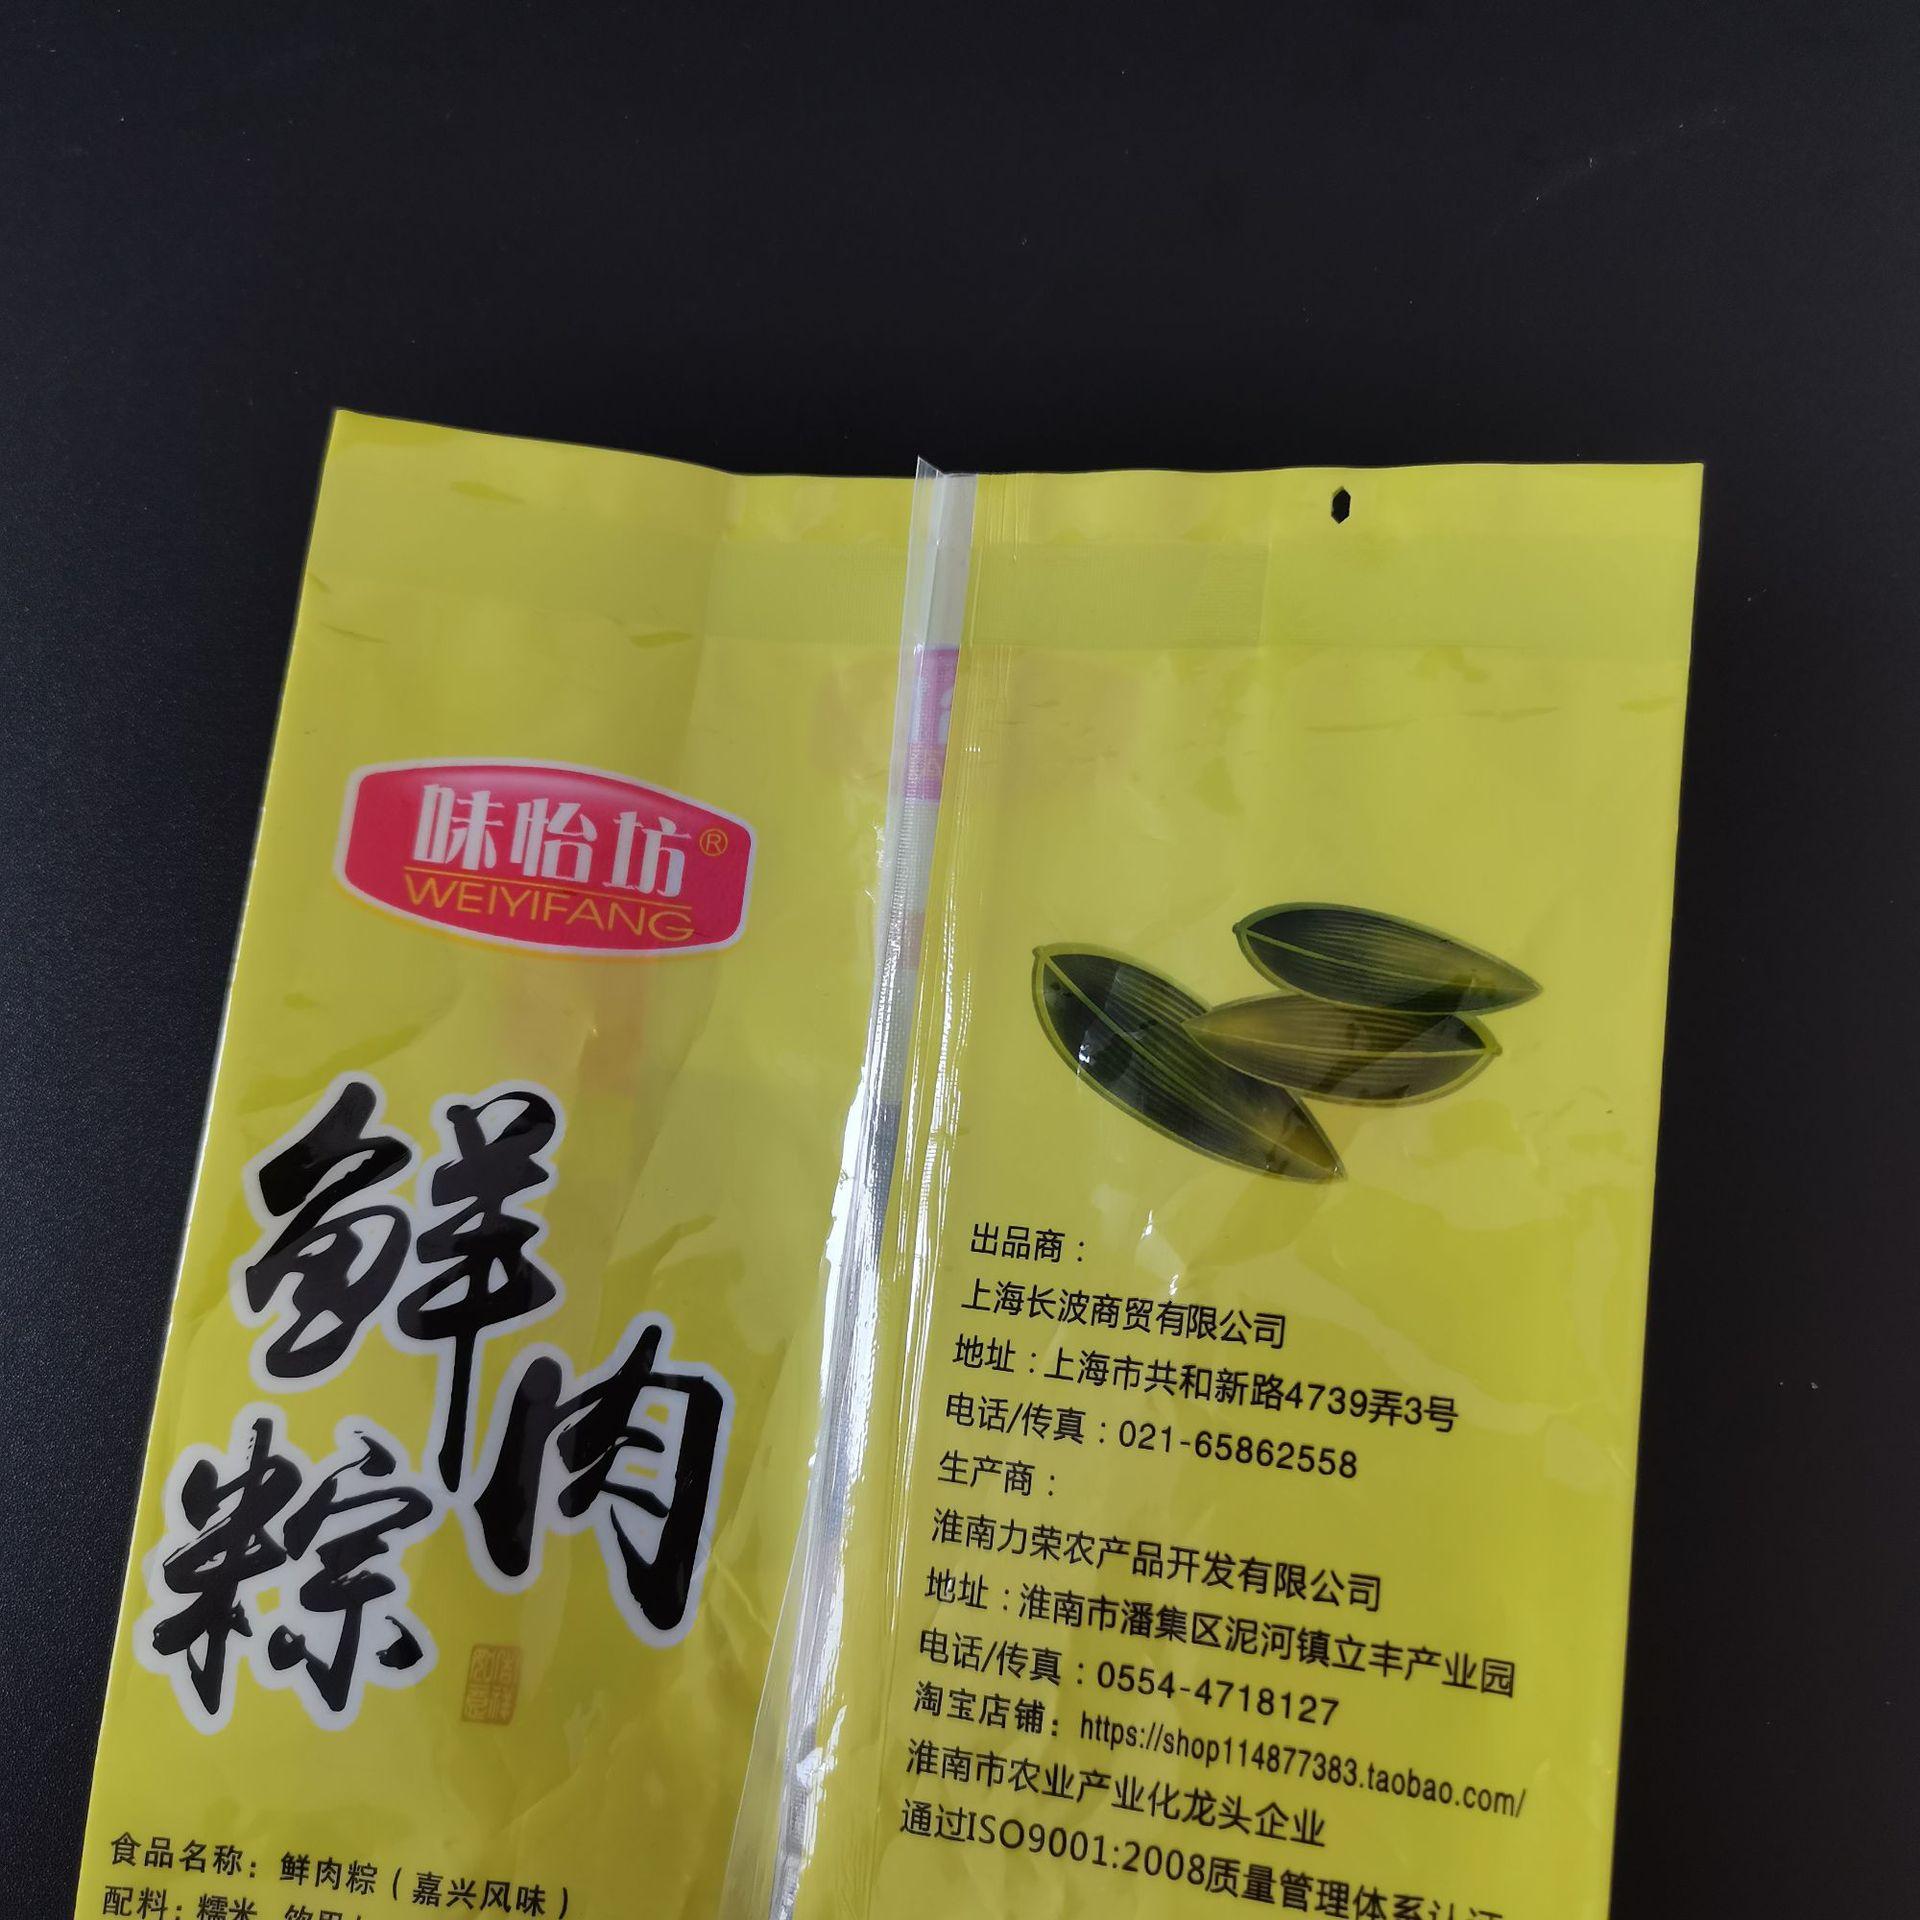 味怡坊®
WEIYIFANG
鲜肉
粽
食品名称：鲜肉粽（嘉兴风味）
配料：糯米
出品商：
上海长波商贸有限公司
地址：上海市共和新路4739弄3号
电话/传真：021-65862558
生产商：
淮南力荣农产品开发有限公司
地址：淮南市潘集区泥河镇立丰产业园
电话/传真：0554-4718127
淘宝店铺：https://shop114877383.taobao.com/
淮南市农业产业化龙头企业
通过ISO9001:2008质量管理体系认证